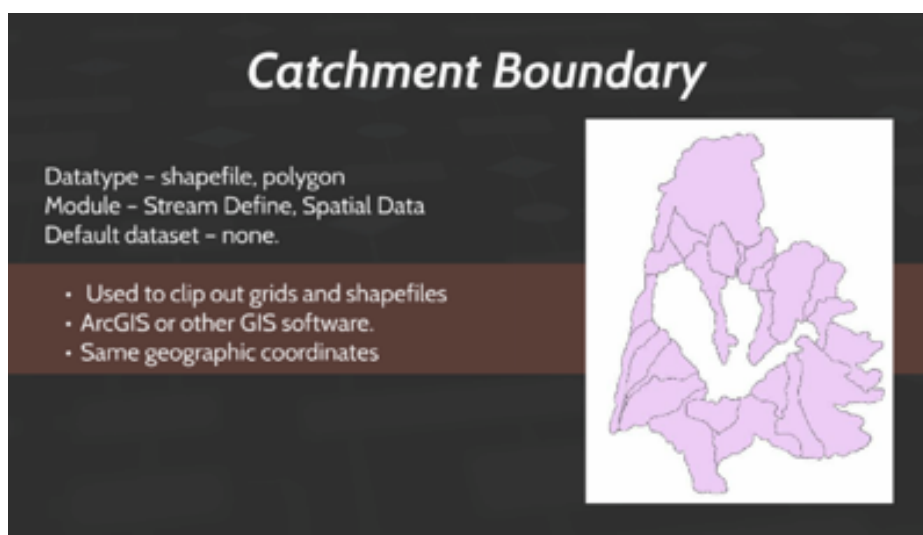 Catchment Boundary
Datatype – shapefile, polygon
Module – Stream Define, Spatial Data
Default dataset – none.
• Used to clip out grids and shapefiles
• ArcGIS or other GIS software.
• Same geographic coordinates